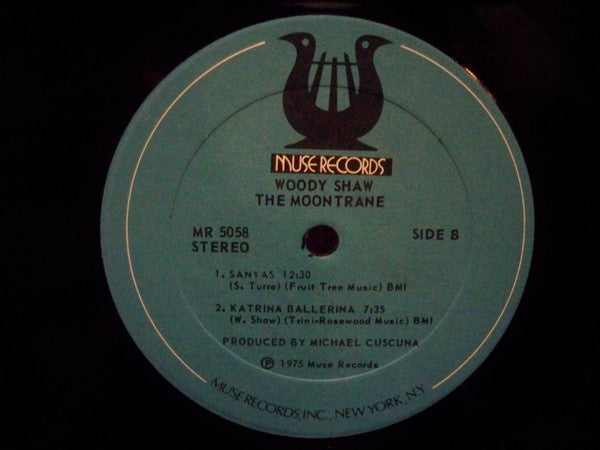 MUSE RECORDS
WOODY SHAW
THE MOONTRANE
MR 5058
STEREO
SIDE B
1. SANYAS 12:30
(S. Turre) (Fruit Tree Music) BMI
2. KATRINA BALLERINA 7:35
(W. Shaw) (Trini-Rosewood Music) BMI
PRODUCED BY MICHAEL CUSCUNA
℗ 1975 Muse Records
MUSE RECORDS, INC., NEW YORK, N.Y.